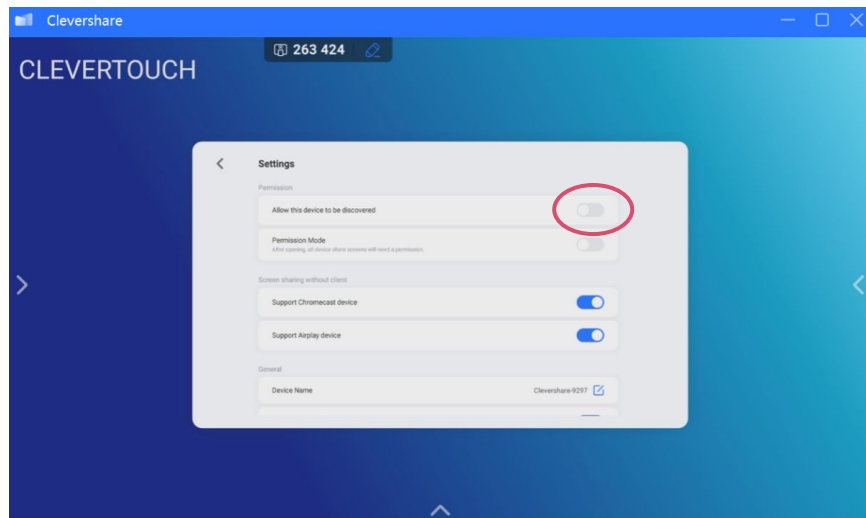 Clevershare
263 424
CLEVERTOUCH
Settings
Permission
Allow this device to be discovered
Permission Mode
After opening, all device share screens will need a permission.
Screen sharing without client
Support Chromecast device
Support Airplay device
General
Device Name
Clevershare-9297